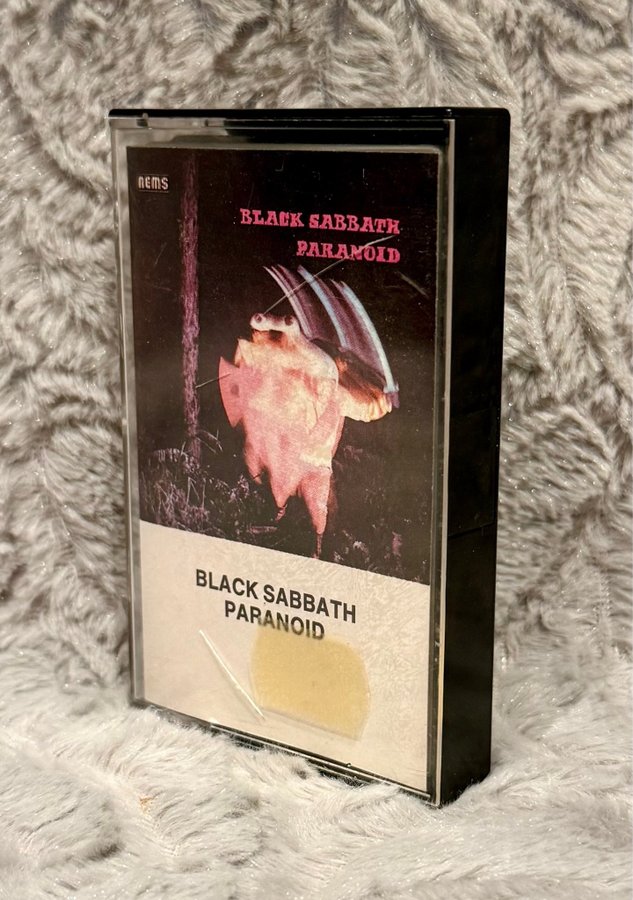 nems
BLACK SABBATH
PARANOID
BLACK SABBATH
PARANOID